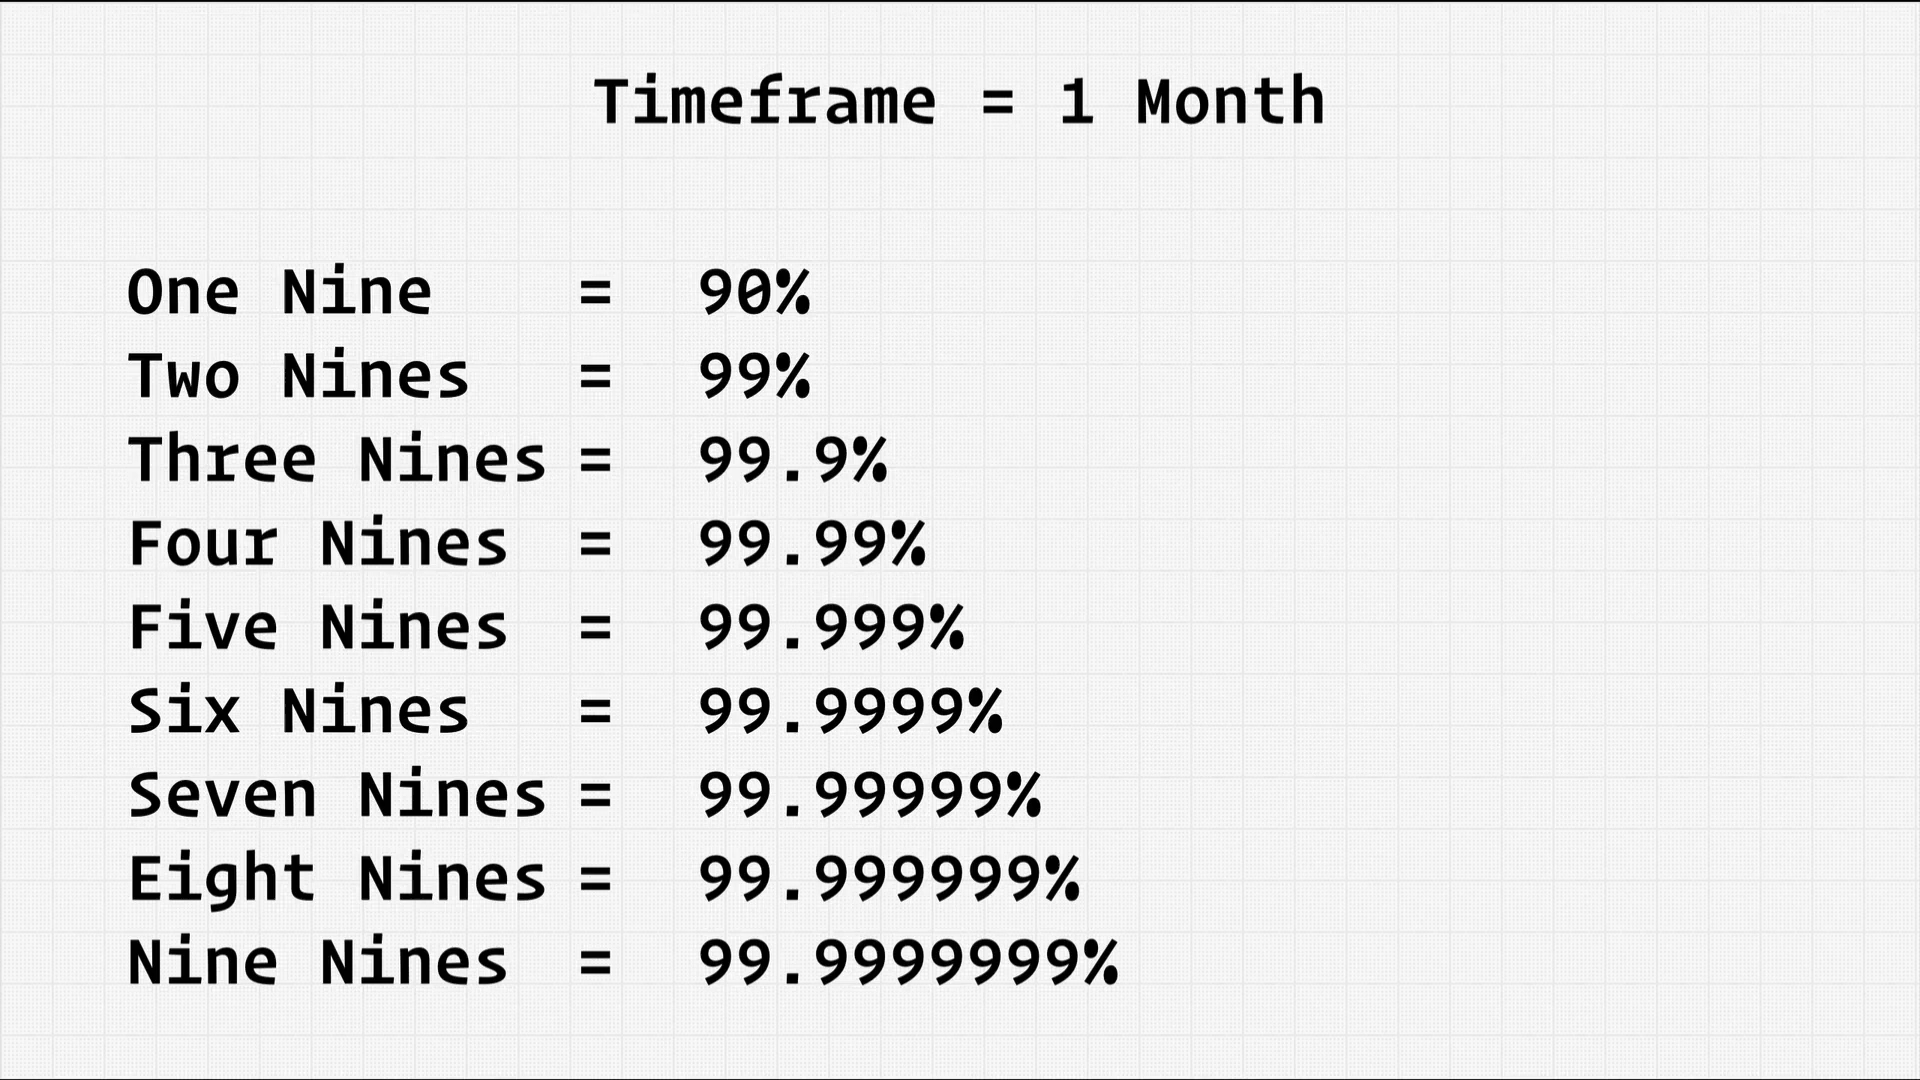 Timeframe = 1 Month
One Nine = 90%
Two Nines = 99%
Three Nines = 99.9%
Four Nines = 99.99%
Five Nines = 99.999%
Six Nines = 99.9999%
Seven Nines = 99.99999%
Eight Nines = 99.999999%
Nine Nines = 99.9999999%